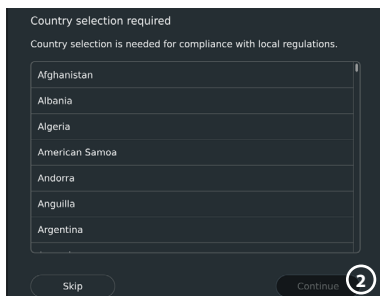 Country selection required
Country selection is needed for compliance with local regulations.
Afghanistan
Albania
Algeria
American Samoa
Andorra
Anguilla
Argentina
Skip
Continue
2